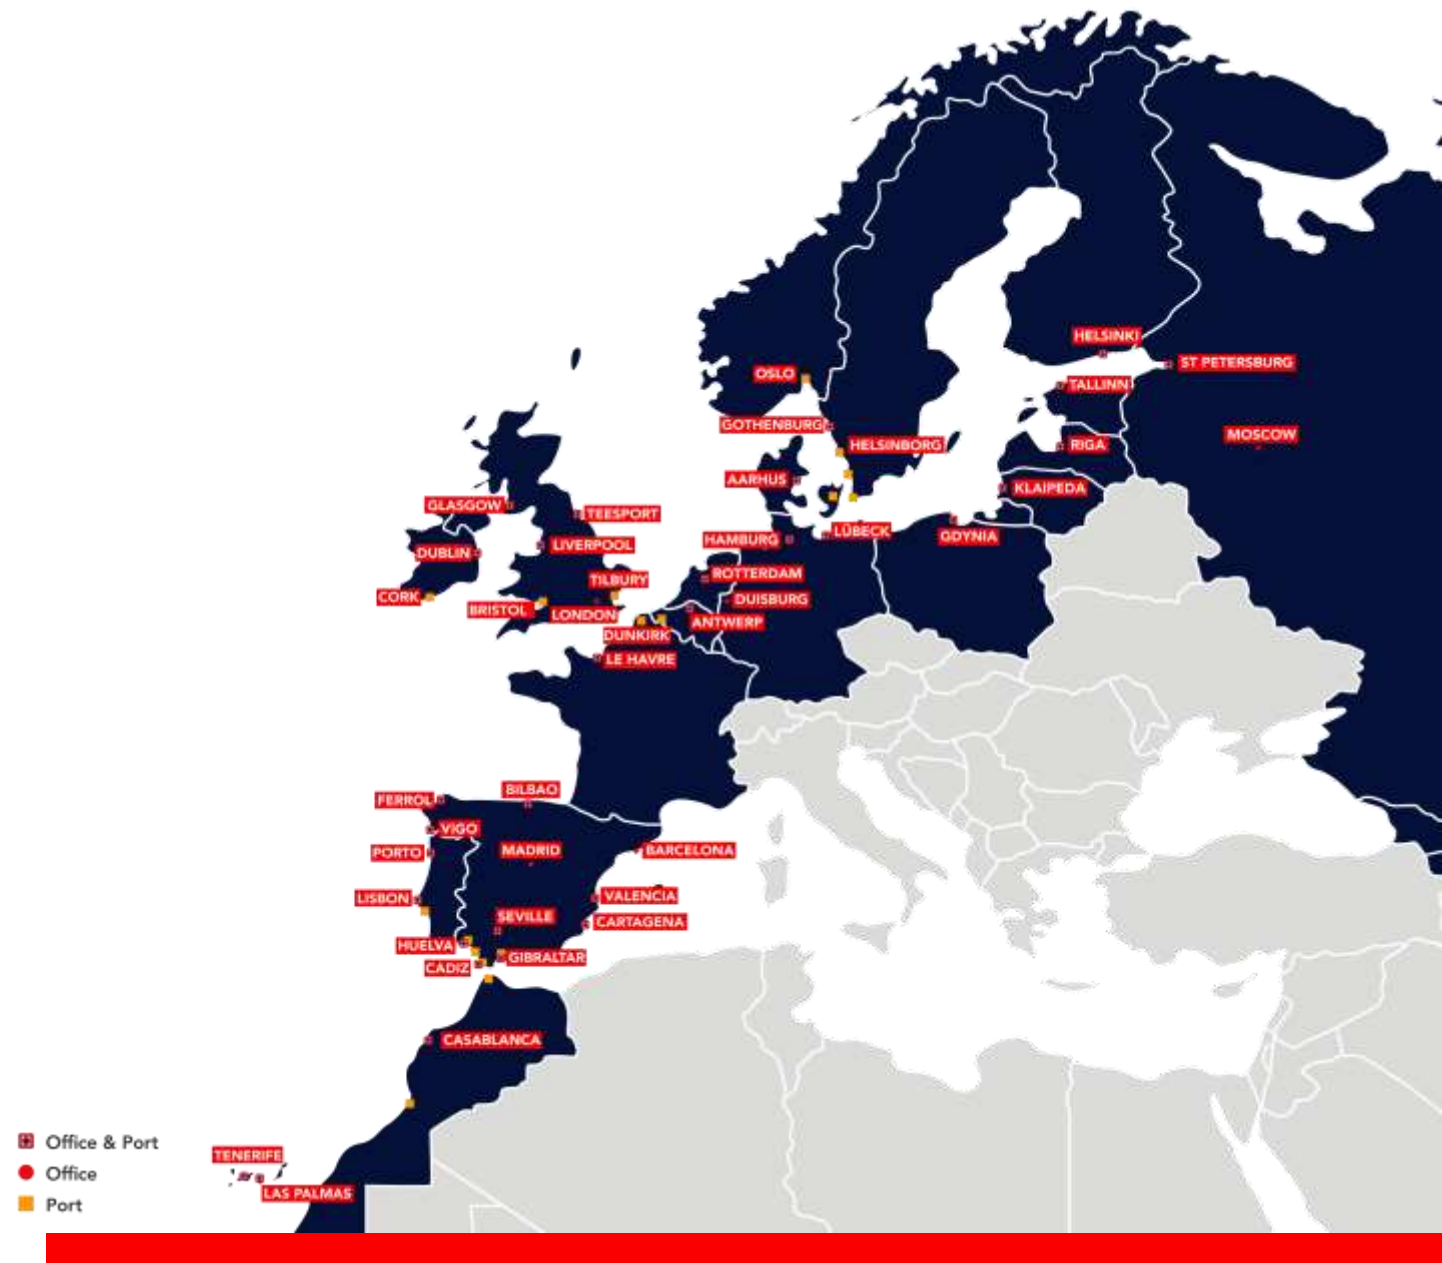 HELSINKI
ST PETERSBURG
OSLO
TALLINN
GOTHENBURG
MOSCOW
HELSINBORG
RIGA
AARHUS
KLAIPEDA
GLASGOW
TEESPORT
LÜBECK
GDYNIA
HAMBURG
LIVERPOOL
DUBLIN
ROTTERDAM
TILBURY
CORK
DUISBURG
BRISTOL
LONDON
ANTWERP
DUNKIRK
LE HAVRE
BILBAO
FERROL
VIGO
PORTO
MADRID
BARCELONA
LISBON
VALENCIA
SEVILLE
CARTAGENA
HUELVA
GIBRALTAR
CADIZ
CASABLANCA
Office & Port
TENERIFE
Office
LAS PALMAS
Port